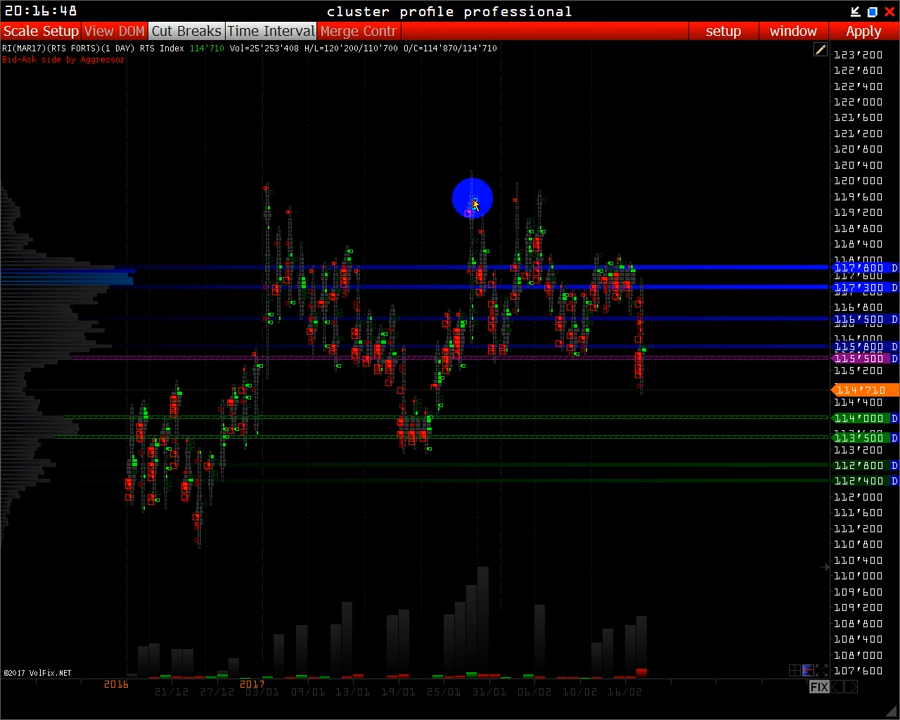 20:16:48 cluster profile professional
Scale Setup View DOM Cut Breaks Time Interval Merge Contr setup window Apply
RI(MAR17)(RTS FORTS)(1 DAY) RTS Index 114'710 Vol=25'253'408 H/L=120'200/110'700 O/C=114'870/114'710
Bid-Ask side by Aggressor
123'200
122'800
122'400
122'000
121'600
121'200
120'800
120'400
120'000
119'600
119'200
118'800
118'400
117'800 D
117'300 D
116'500 D
115'800 D
115'500 D
115'200
114'710
114'400
114'000 D
113'500 D
113'200
112'800 D
112'400 D
112'000
111'600
111'200
110'800
110'400
110'000
109'600
109'200
108'800
108'400
108'000
107'600
©2017 VolFix.NET
FIX
2016 21/12 27/12 2017 03/01 09/01 13/01 19/01 25/01 31/01 06/02 10/02 16/02